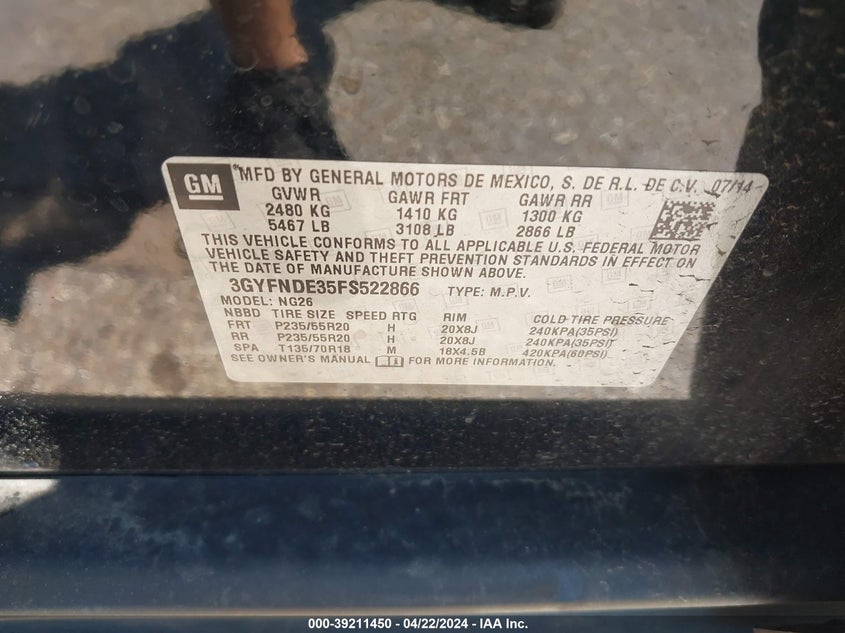 GM
MFD BY GENERAL MOTORS DE MEXICO, S. DE R.L. DE C.V. 07/14
GVWR GAWR FRT GAWR RR
2480 KG 1410 KG 1300 KG
5467 LB 3108 LB 2866 LB
THIS VEHICLE CONFORMS TO ALL APPLICABLE U.S. FEDERAL MOTOR
VEHICLE SAFETY AND THEFT PREVENTION STANDARDS IN EFFECT ON
THE DATE OF MANUFACTURE SHOWN ABOVE.
3GYFNDE35FS522866 TYPE: M.P.V.
MODEL: NG26
NBBD TIRE SIZE SPEED RTG RIM COLD TIRE PRESSURE
FRT P235/55R20 H 20X8J 240KPA(35PSI)
RR P235/55R20 H 20X8J 240KPA(35PSI)
SPA T135/70R18 M 18X4.5B 420KPA(60PSI)
SEE OWNER'S MANUAL FOR MORE INFORMATION.
000-39211450 - 04/22/2024 - IAA Inc.